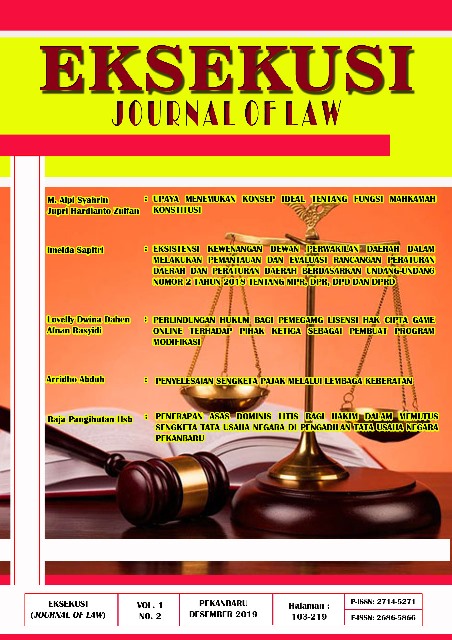 EKSEKUSI
JOURNAL OF LAW
M. Alpi Syahrin : UPAYA MENEMUKAN KONSEP IDEAL TENTANG FUNGSI MAHKAMAH
Jupri Hardianto Zulfan KONSTITUSI
Imelda Sapitri : EKSISTENSI KEWENANGAN DEWAN PERWAKILAN DAERAH DALAM
MELAKUKAN PEMANTAUAN DAN EVALUASI RANCANGAN PERATURAN
DAERAH DAN PERATURAN DAERAH BERDASARKAN UNDANG-UNDANG
NOMOR 2 TAHUN 2018 TENTANG MPR, DPR, DPD DAN DPRD
Lovelly Dwina Dahen : PERLINDUNGAN HUKUM BAGI PEMEGAMG LISENSI HAK CIPTA GAME
Afnan Rasyidi ONLINE TERHADAP PIHAK KETIGA SEBAGAI PEMBUAT PROGRAM
MODIFIKASI
Arridho Abduh : PENYELESAIAN SENGKETA PAJAK MELALUI LEMBAGA KEBERATAN
Raja Pangihutan Hsb : PENERAPAN ASAS DOMINIS LITIS BAGI HAKIM DALAM MEMUTUS
SENGKETA TATA USAHA NEGARA DI PENGADILAN TATA USAHA NEGARA
PEKANBARU
EKSEKUSI
(JOURNAL OF LAW)
VOL. 1
NO. 2
PEKANBARU
DESEMBER 2019
Halaman :
103-219
P-ISSN: 2714-5271
E-ISSN: 2686-5866